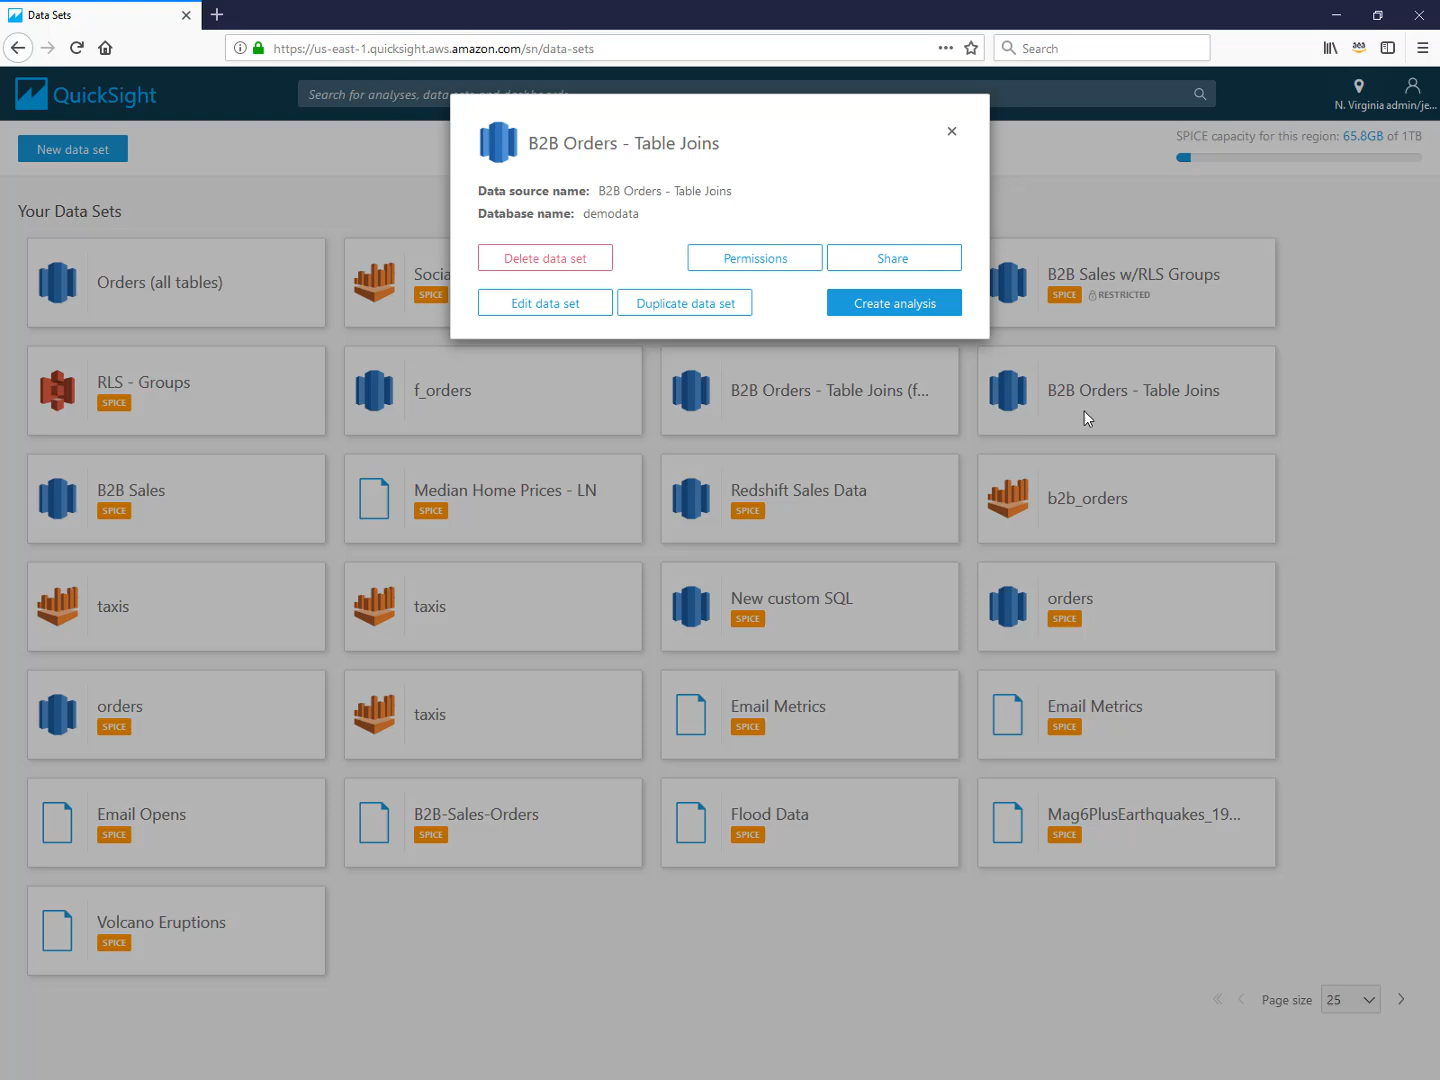 Data Sets
https://us-east-1.quicksight.aws.amazon.com/sn/data-sets
Search
QuickSight
Search for analyses, data sets and dashboards
N. Virginia admin/je...
New data set
SPICE capacity for this region: 65.8GB of 1TB
B2B Orders - Table Joins
Data source name: B2B Orders - Table Joins
Database name: demodata
Delete data set
Permissions
Share
Edit data set
Duplicate data set
Create analysis
Your Data Sets
Orders (all tables)
Socia
SPICE
B2B Sales w/RLS Groups
SPICE RESTRICTED
RLS - Groups
SPICE
f_orders
B2B Orders - Table Joins (f...
B2B Orders - Table Joins
B2B Sales
SPICE
Median Home Prices - LN
SPICE
Redshift Sales Data
SPICE
b2b_orders
taxis
taxis
New custom SQL
SPICE
orders
SPICE
orders
SPICE
taxis
Email Metrics
SPICE
Email Metrics
SPICE
Email Opens
SPICE
B2B-Sales-Orders
SPICE
Flood Data
SPICE
Mag6PlusEarthquakes_19...
SPICE
Volcano Eruptions
SPICE
Page size 25